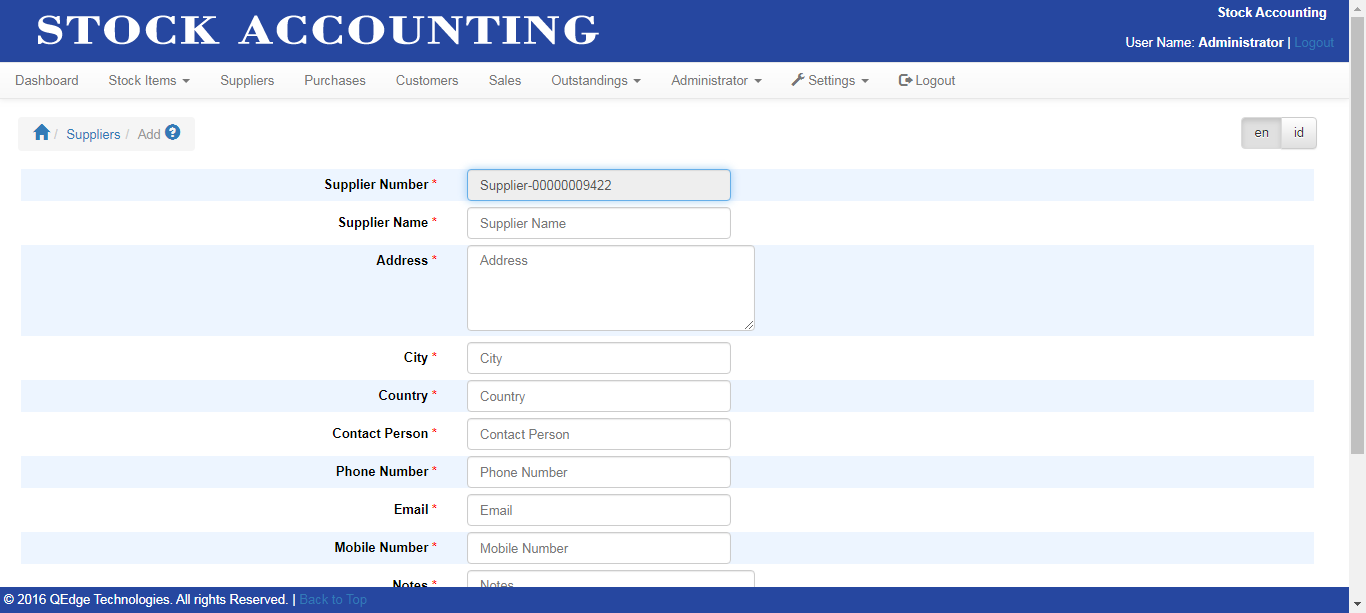 STOCK ACCOUNTING
Stock Accounting
User Name: Administrator | Logout
Dashboard Stock Items Suppliers Purchases Customers Sales Outstandings Administrator Settings Logout
/ Suppliers / Add ?
en id
Supplier Number * Supplier-00000009422
Supplier Name * Supplier Name
Address * Address
City * City
Country * Country
Contact Person * Contact Person
Phone Number * Phone Number
Email * Email
Mobile Number * Mobile Number
Notes * Notes
© 2016 QEdge Technologies. All rights Reserved. | Back to Top